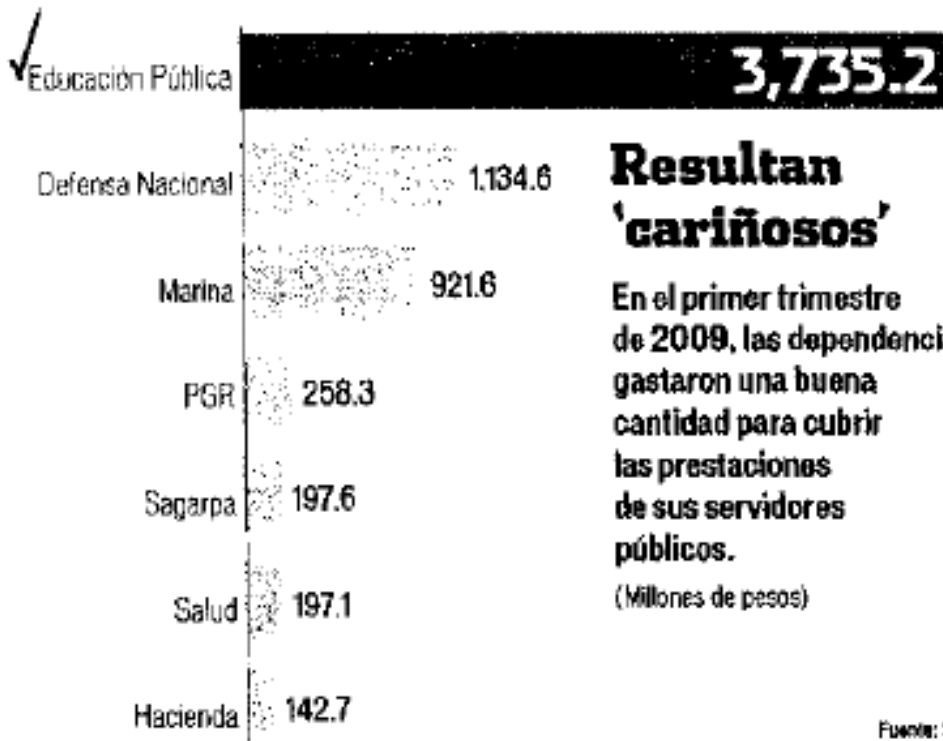 Educación Pública 3,735.2
Defensa Nacional 1.134.6
Marina 921.6
PGR 258.3
Sagarpa 197.6
Salud 197.1
Hacienda 142.7
Resultan
'cariñosos'
En el primer trimestre
de 2009, las dependenci
gastaron una buena
cantidad para cubrir
las prestaciones
de sus servidores
públicos.
(Millones de pesos)
Fuente: